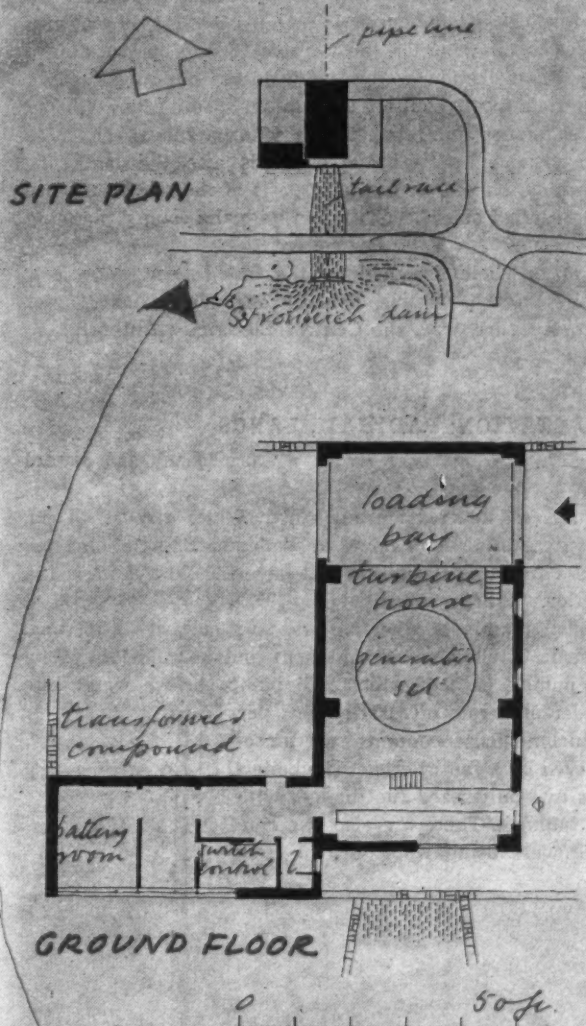 pipe line
SITE PLAN
tail race
dam
loading
bay
turbine
house
generating
set
transformer
compound
battery
room
switch
control
l
GROUND FLOOR
0
50 ft.